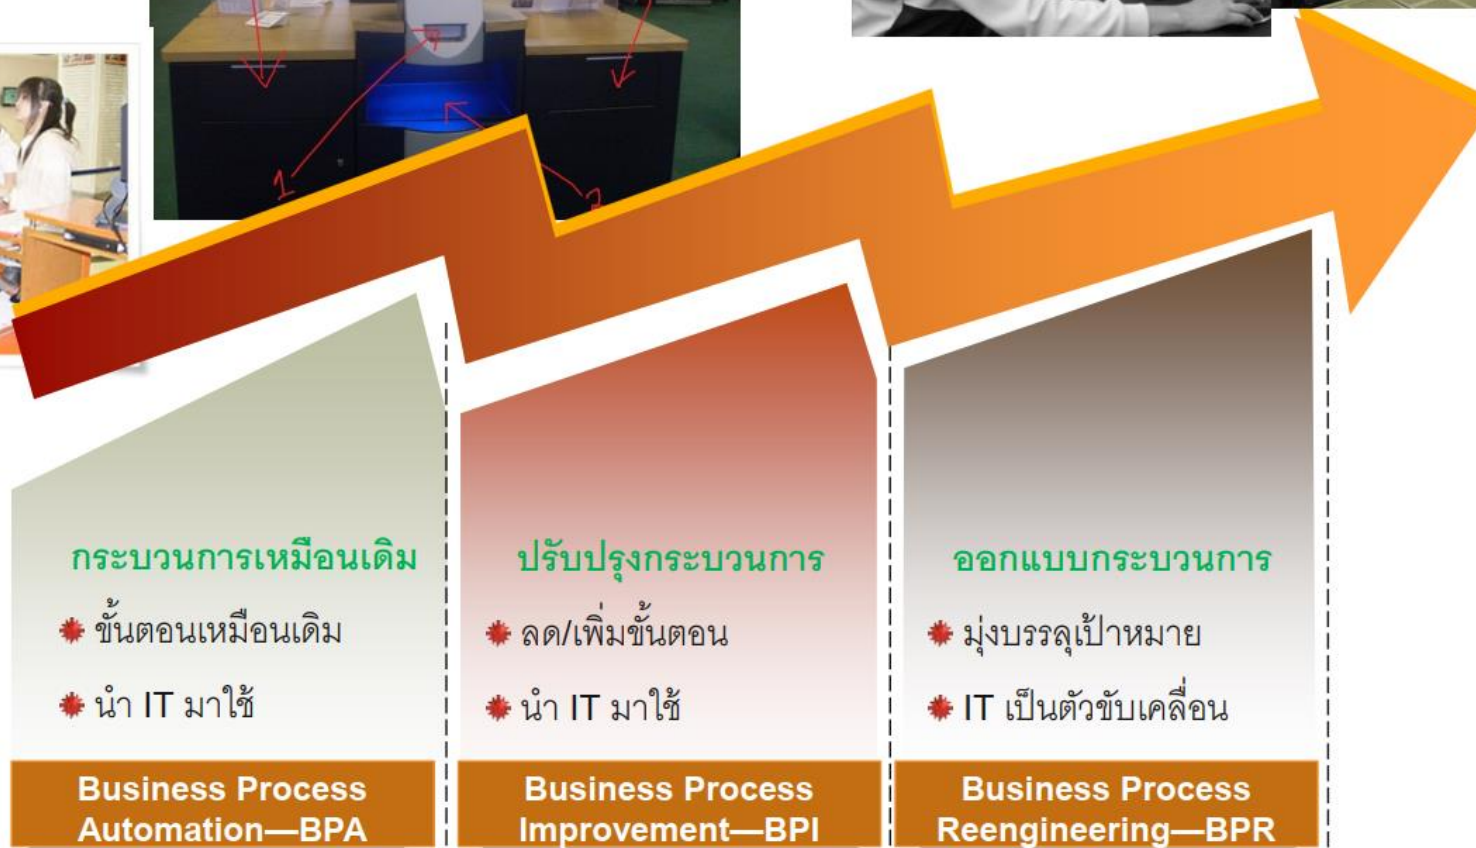 1
2
กระบวนการเหมือนเดิม
ขั้นตอนเหมือนเดิม
นำ IT มาใช้
Business Process
Automation—BPA
ปรับปรุงกระบวนการ
ลด/เพิ่มขั้นตอน
นำ IT มาใช้
Business Process
Improvement—BPI
ออกแบบกระบวนการ
มุ่งบรรลุเป้าหมาย
IT เป็นตัวขับเคลื่อน
Business Process
Reengineering—BPR